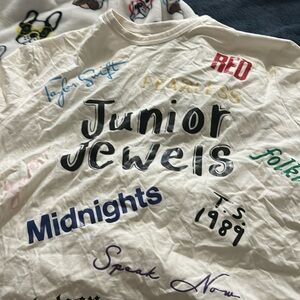 Taylor Swift
RED
FEARLESS
Junior
Jewels
Midnights
T.S.
1989
Speak Now